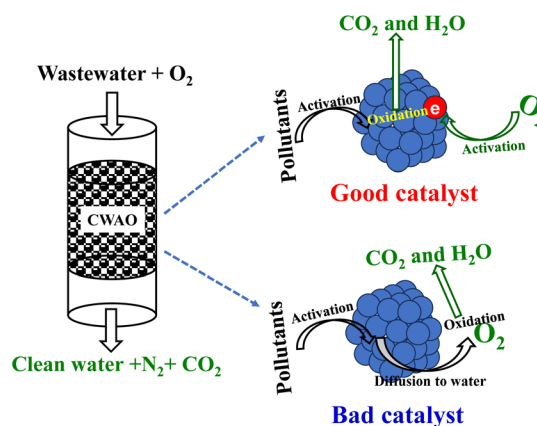 Wastewater + O₂
CWAO
Clean water +N₂+ CO₂
CO₂ and H₂O
Pollutants
Activation
Oxidation
e
Activation
Good catalyst
CO₂ and H₂O
Pollutants
Activation
Oxidation
O₂
Diffusion to water
Bad catalyst